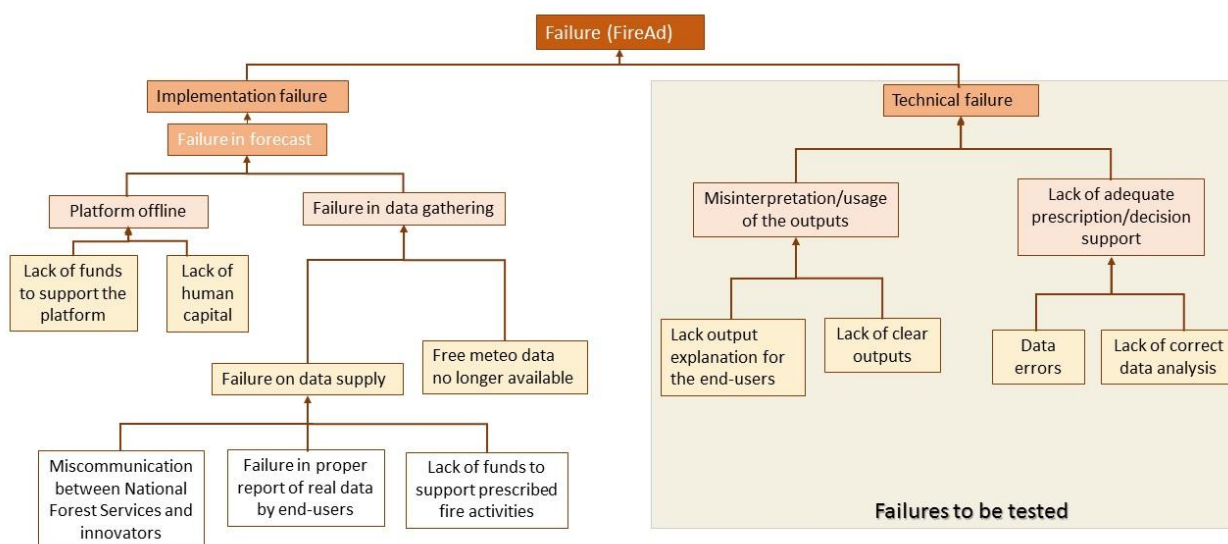 Failure (FireAd)
Implementation failure
Technical failure
Failure in forecast
Platform offline
Failure in data gathering
Misinterpretation/usage
of the outputs
Lack of adequate
prescription/decision
support
Lack of funds
to support the
platform
Lack of
human
capital
Failure on data supply
Free meteo data
no longer available
Lack output
explanation for
the end-users
Lack of clear
outputs
Data
errors
Lack of correct
data analysis
Miscommunication
between National
Forest Services and
innovators
Failure in proper
report of real data
by end-users
Lack of funds to
support prescribed
fire activities
Failures to be tested